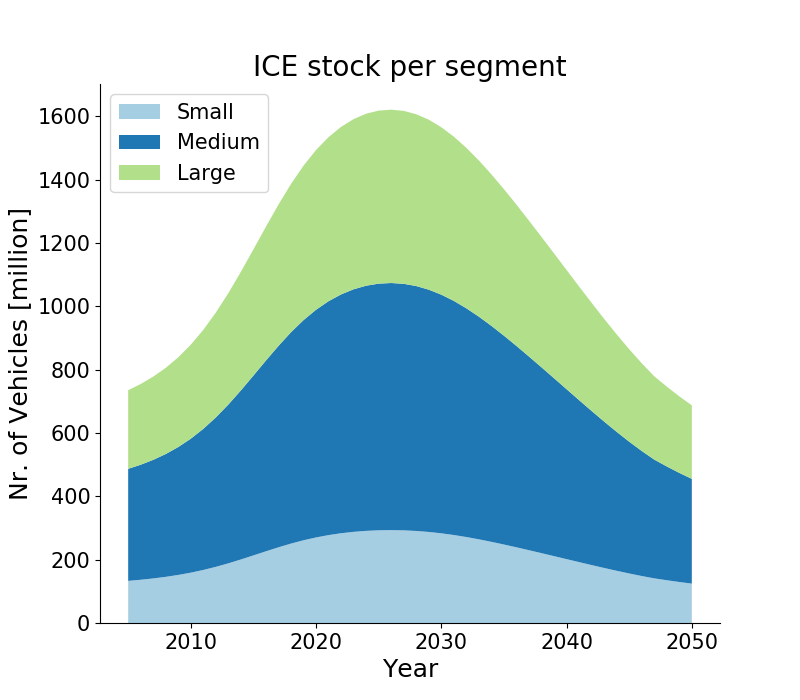 ICE stock per segment
Small
Medium
Large
Nr. of Vehicles [million]
1600
1400
1200
1000
800
600
400
200
0
2010 2020 2030 2040 2050
Year